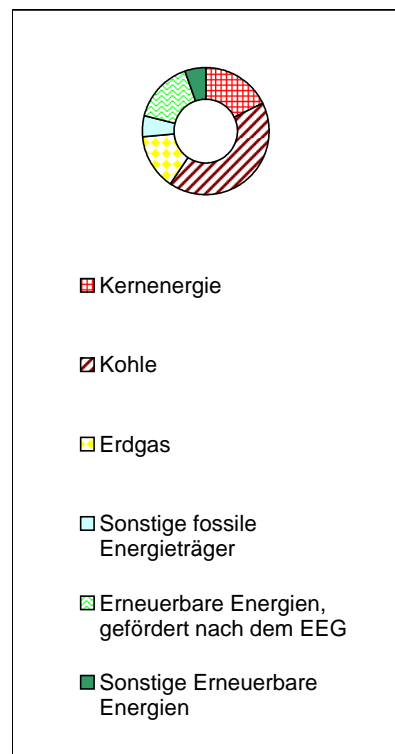 Kernenergie
Kohle
Erdgas
Sonstige fossile
Energieträger
Erneuerbare Energien,
gefördert nach dem EEG
Sonstige Erneuerbare
Energien